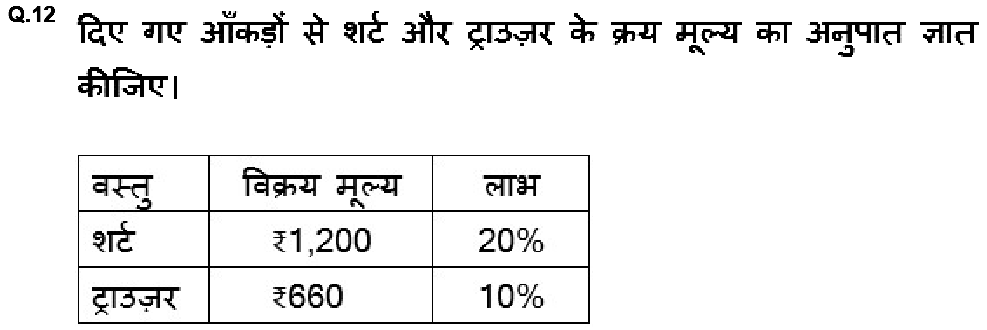 Q.12 दिए गए आँकड़ों से शर्ट और ट्राउज़र के क्रय मूल्य का अनुपात ज्ञात
कीजिए।
वस्तु विक्रय मूल्य लाभ
शर्ट ₹1,200 20%
ट्राउज़र ₹660 10%